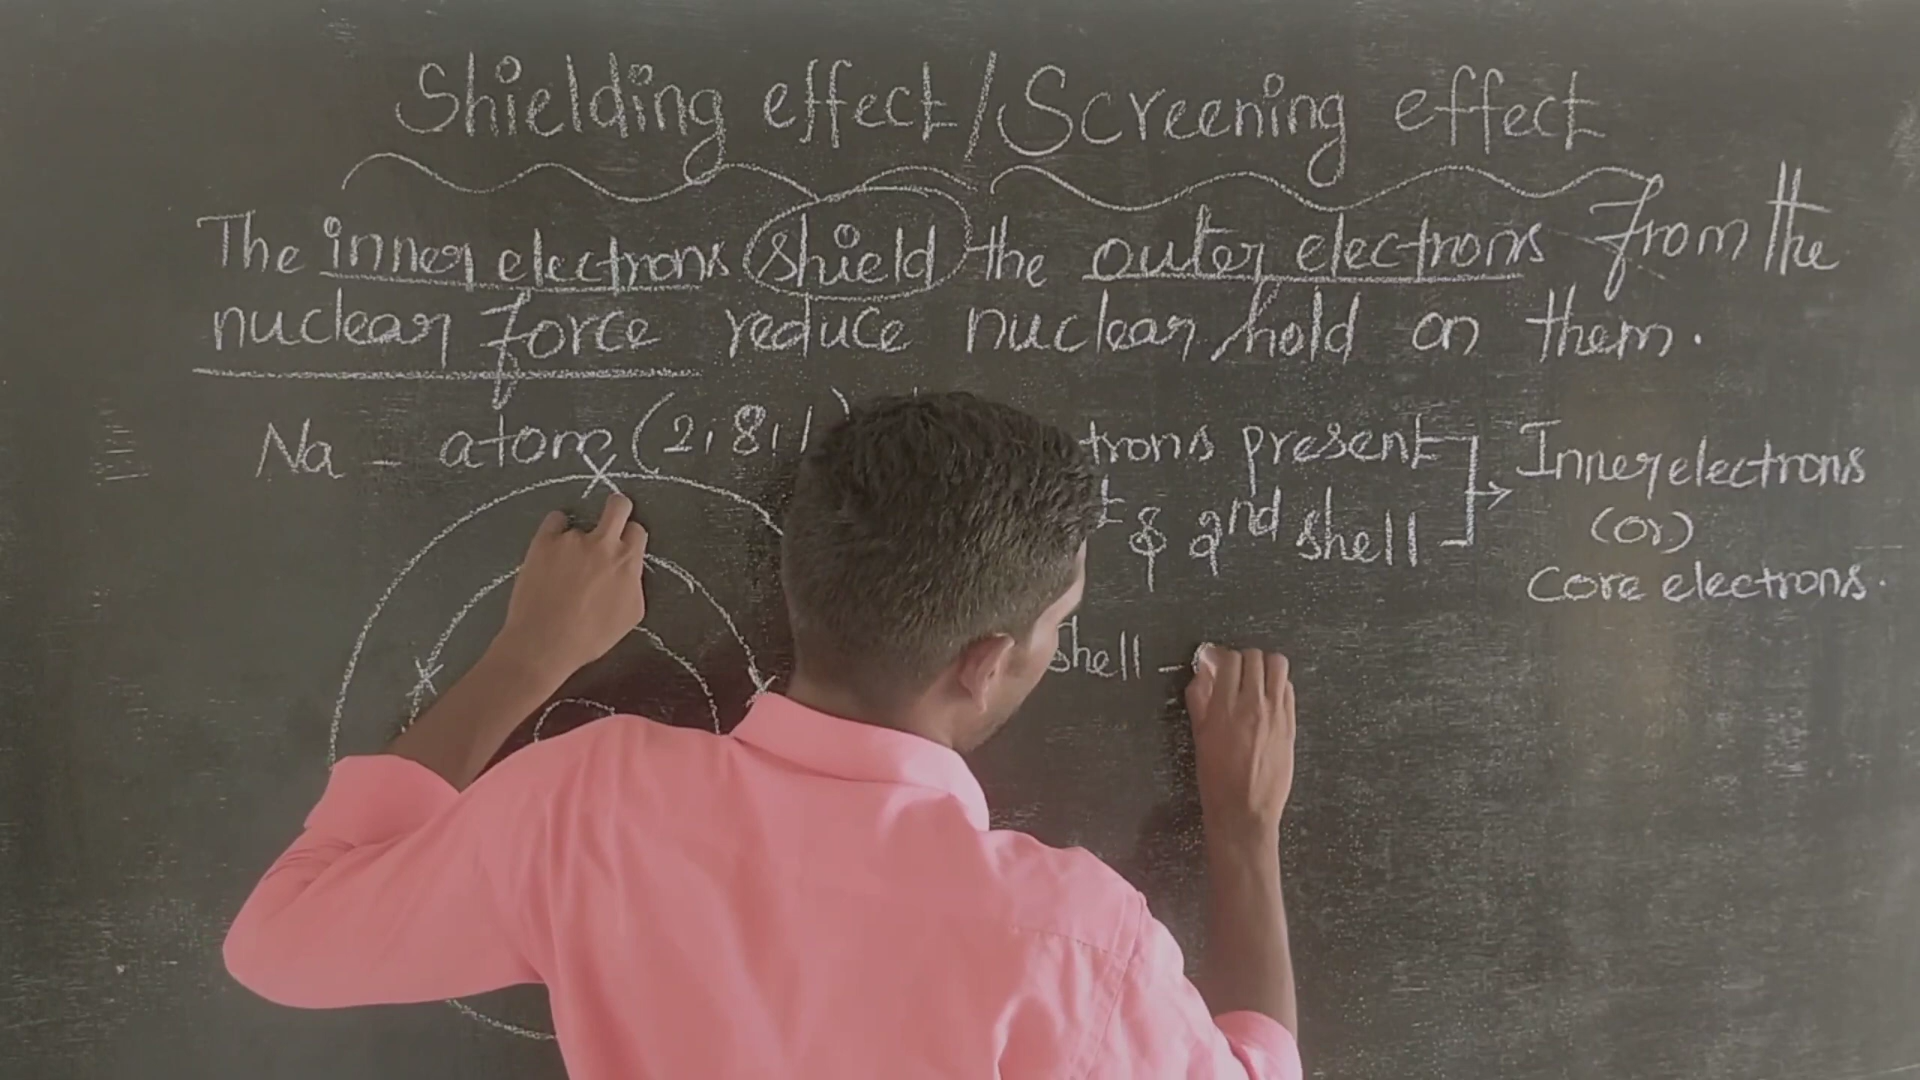 Shielding effect/Screening effect
The inner electrons shield the outer electrons from the
nuclear force reduce nuclear hold on them.
Na - atom (2,8,1)
trons present
& 2nd shell
Inner electrons
(or)
core electrons.
Shell -